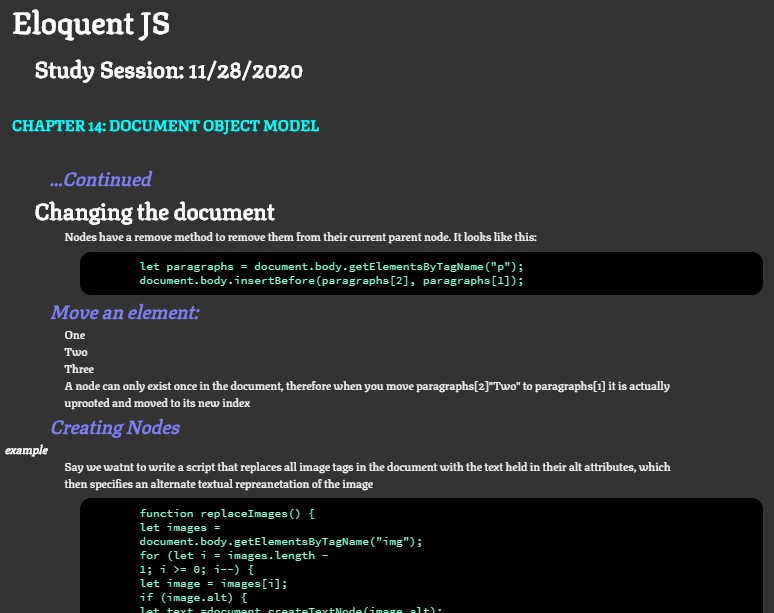 Eloquent JS
Study Session: 11/28/2020
CHAPTER 14: DOCUMENT OBJECT MODEL
...Continued
Changing the document
Nodes have a remove method to remove them from their current parent node. It looks like this:
let paragraphs = document.body.getElementsByTagName("p");
document.body.insertBefore(paragraphs[2], paragraphs[1]);
Move an element:
One
Two
Three
A node can only exist once in the document, therefore when you move paragraphs[2]"Two" to paragraphs[1] it is actually
uprooted and moved to its new index
Creating Nodes
example
Say we watnt to write a script that replaces all image tags in the document with the text held in their alt attributes, which
then specifies an alternate textual repreanetation of the image
function replaceImages() {
let images =
document.body.getElementsByTagName("img");
for (let i = images.length -
1; i >= 0; i--) {
let image = images[i];
if (image.alt) {
let text =document.createTextNode(image.alt);